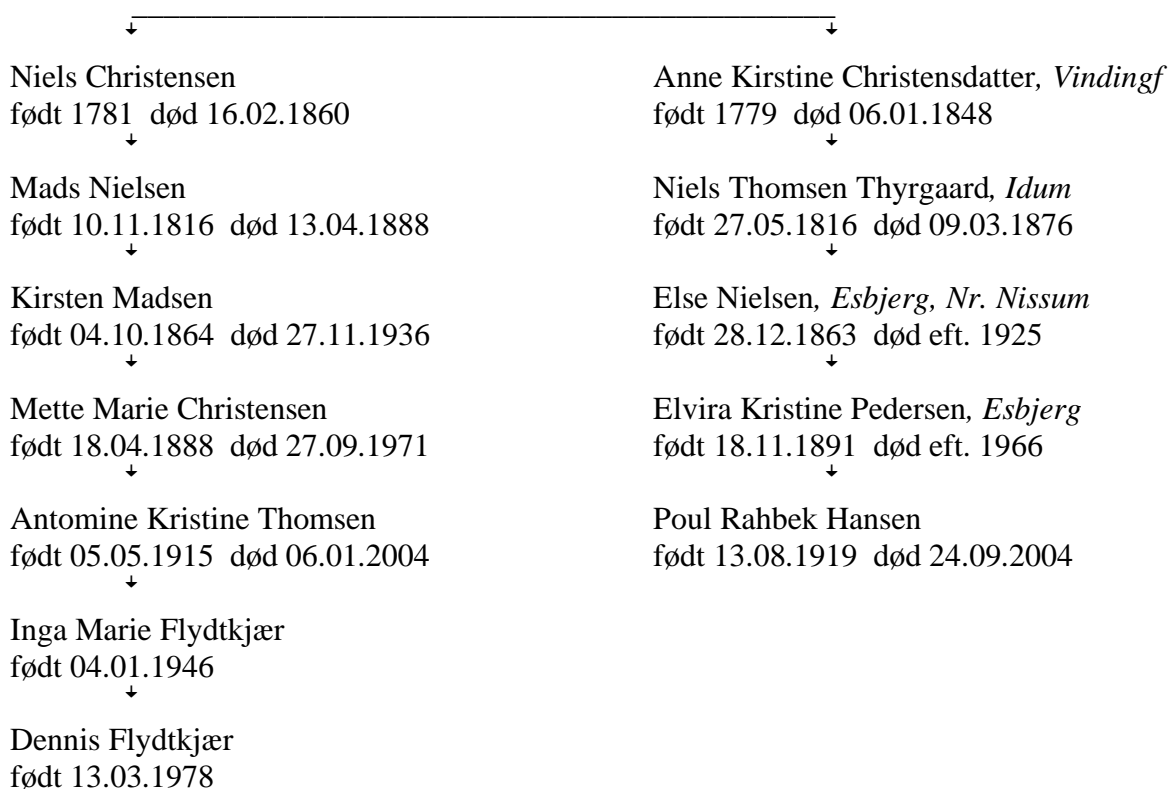 Niels Christensen
født 1781 død 16.02.1860
Mads Nielsen
født 10.11.1816 død 13.04.1888
Kirsten Madsen
født 04.10.1864 død 27.11.1936
Mette Marie Christensen
født 18.04.1888 død 27.09.1971
Antomine Kristine Thomsen
født 05.05.1915 død 06.01.2004
Inga Marie Flydtkjær
født 04.01.1946
Dennis Flydtkjær
født 13.03.1978
Anne Kirstine Christensdatter, Vindingf
født 1779 død 06.01.1848
Niels Thomsen Thyrgaard, Idum
født 27.05.1816 død 09.03.1876
Else Nielsen, Esbjerg, Nr. Nissum
født 28.12.1863 død eft. 1925
Elvira Kristine Pedersen, Esbjerg
født 18.11.1891 død eft. 1966
Poul Rahbek Hansen
født 13.08.1919 død 24.09.2004